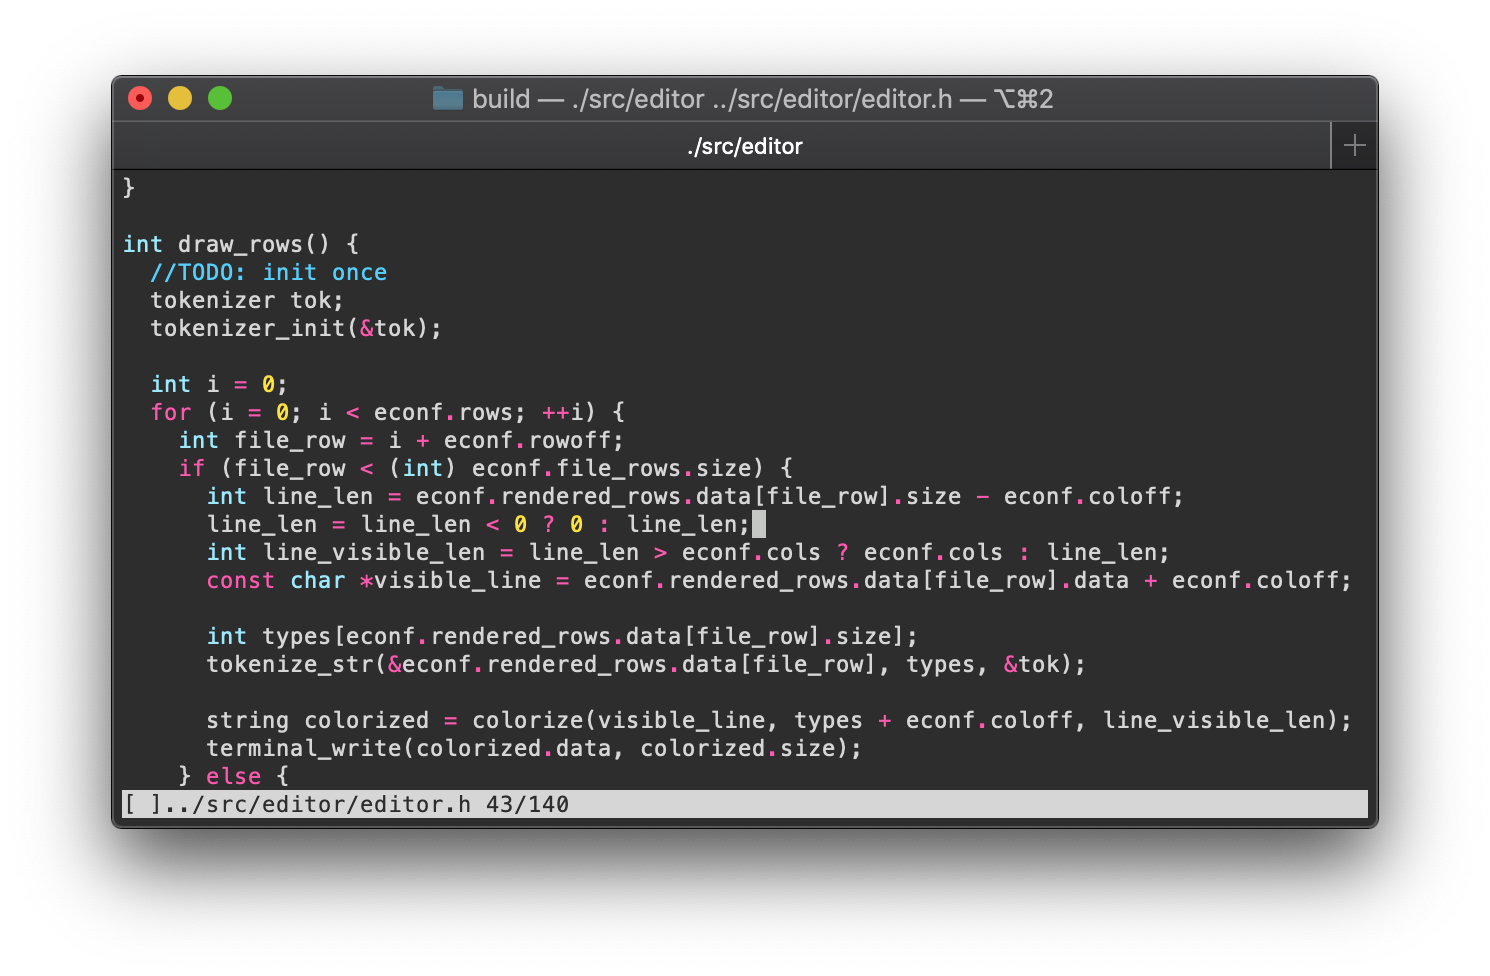 build — ./src/editor ../src/editor/editor.h — ⌥⌘2
./src/editor
}
int draw_rows() {
  //TODO: init once
  tokenizer tok;
  tokenizer_init(&tok);
  int i = 0;
  for (i = 0; i < econf.rows; ++i) {
    int file_row = i + econf.rowoff;
    if (file_row < (int) econf.file_rows.size) {
      int line_len = econf.rendered_rows.data[file_row].size - econf.coloff;
      line_len = line_len < 0 ? 0 : line_len;
      int line_visible_len = line_len > econf.cols ? econf.cols : line_len;
      const char *visible_line = econf.rendered_rows.data[file_row].data + econf.coloff;
      int types[econf.rendered_rows.data[file_row].size];
      tokenize_str(&econf.rendered_rows.data[file_row], types, &tok);
      string colorized = colorize(visible_line, types + econf.coloff, line_visible_len);
      terminal_write(colorized.data, colorized.size);
    } else {
[ ]../src/editor/editor.h 43/140